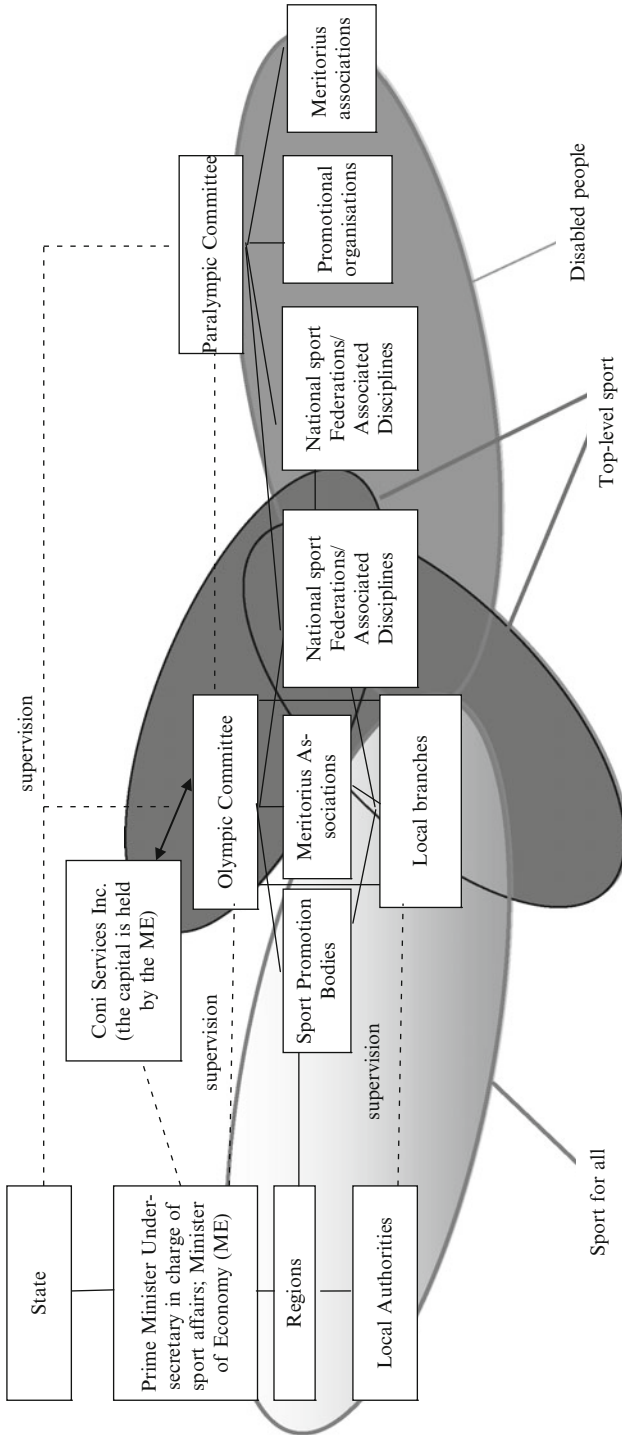 State
supervision
Prime Minister Under-
secretary in charge of
sport affairs; Minister
of Economy (ME)
Coni Services Inc.
(the capital is held
by the ME)
Olympic Committee
Paralympic Committee
supervision
Regions
Sport Promotion
Bodies
Meritorius As-
sociations
National sport
Federations/
Associated
Disciplines
National sport
Federations/
Associated
Disciplines
Promotional
organisations
Meritorius
associations
Local Authorities
supervision
Local branches
Sport for all
Top-level sport
Disabled people